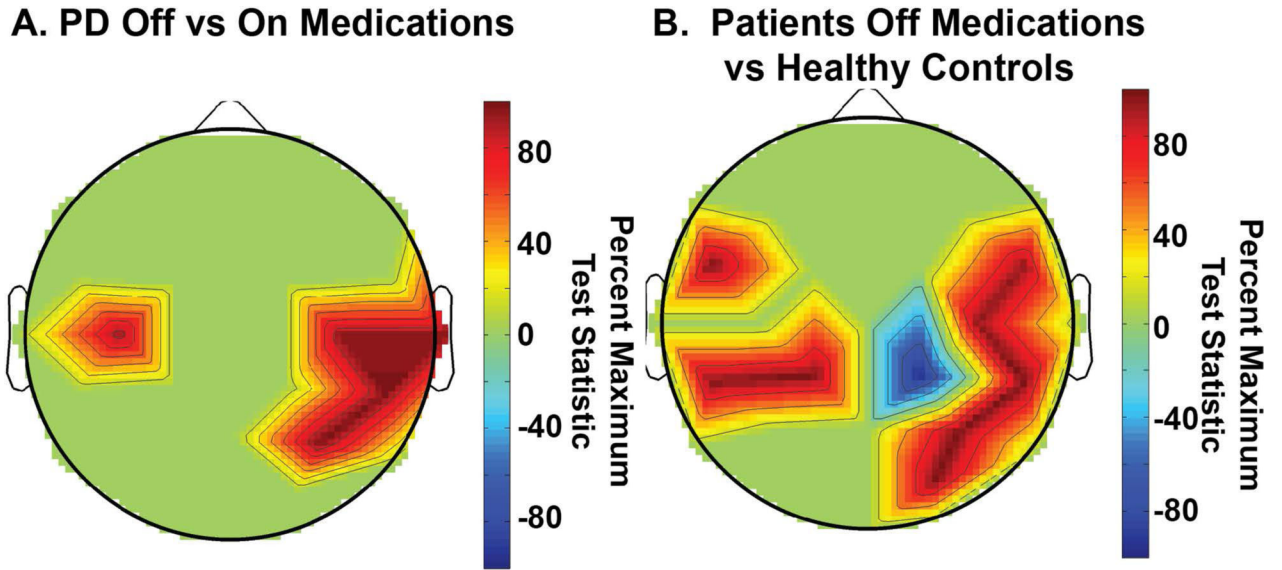 A. PD Off vs On Medications
80
40
0
-40
-80
Percent Maximum
Test Statistic
B. Patients Off Medications
vs Healthy Controls
80
40
0
-40
-80
Percent Maximum
Test Statistic